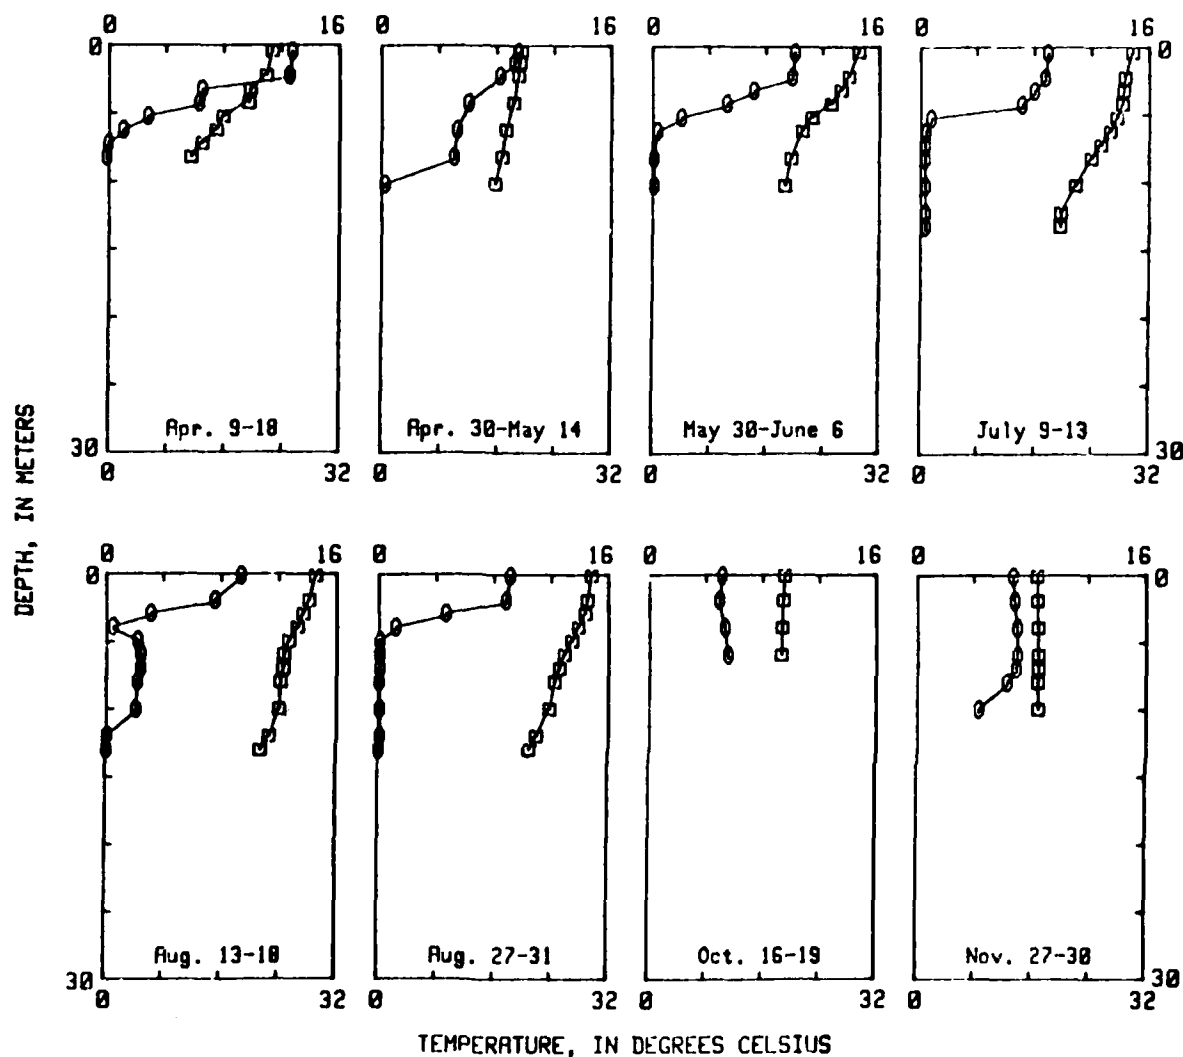 0 16 0 16 0 16 0 16
0 0
Apr. 9-18 Apr. 30-May 14 May 30-June 6 July 9-13
30 30
0 32 0 32 0 32 0 32
DEPTH, IN METERS
0 16 0 16 0 16 0 16
0 0
Aug. 13-18 Aug. 27-31 Oct. 16-19 Nov. 27-30
30 30
0 32 0 32 0 32 0 32
TEMPERATURE, IN DEGREES CELSIUS